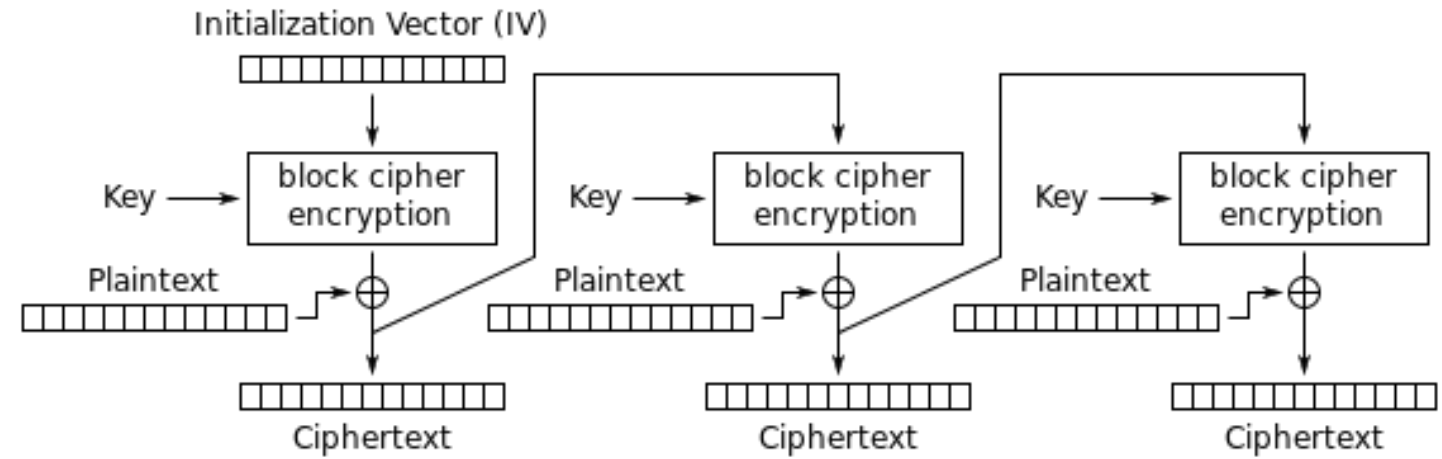 Initialization Vector (IV)
Key
block cipher
encryption
Plaintext
Ciphertext
Key
block cipher
encryption
Plaintext
Ciphertext
Key
block cipher
encryption
Plaintext
Ciphertext